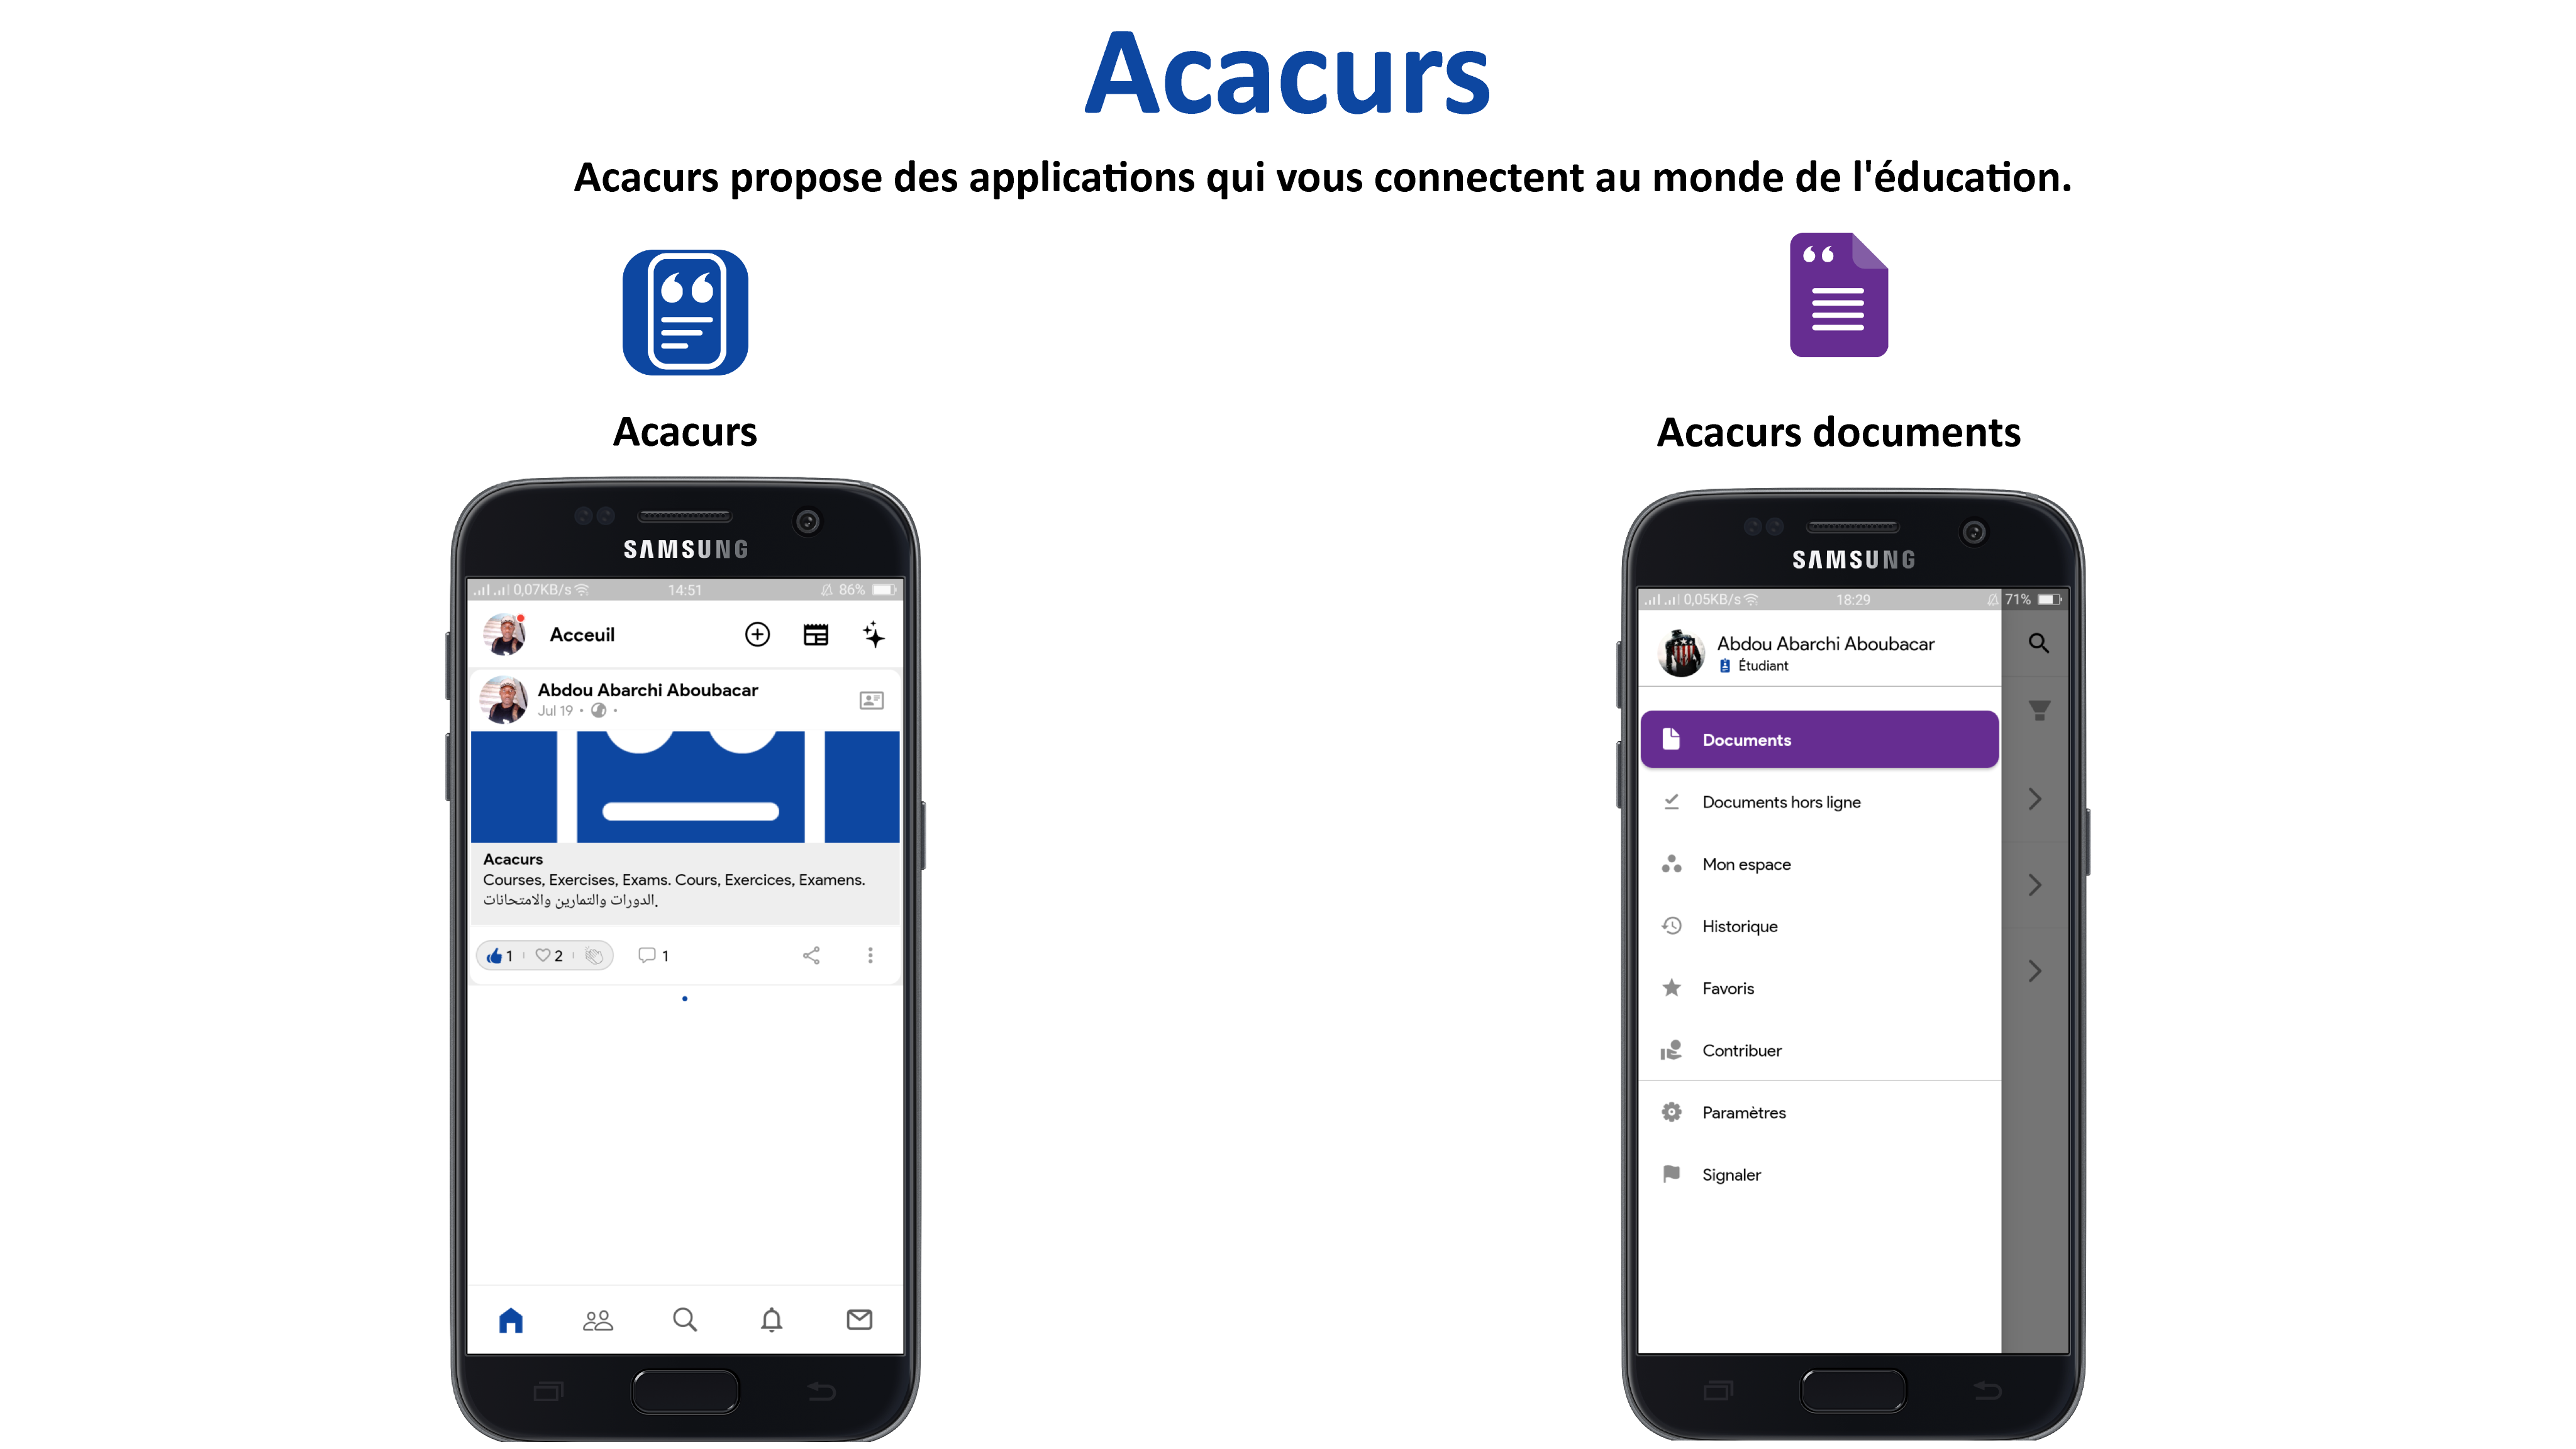 Acacurs
Acacurs propose des applications qui vous connectent au monde de l'éducation.
Acacurs
SAMSUNG
0,07KB/s 14:51 86%
Acceuil
Abdou Abarchi Aboubacar
Jul 19 • •
Acacurs
Courses, Exercises, Exams. Cours, Exercices, Examens.
الدورات والتمارين والامتحانات.
1 2 1
Acacurs documents
SAMSUNG
0,05KB/s 18:29 71%
Abdou Abarchi Aboubacar
Étudiant
Documents
Documents hors ligne
Mon espace
Historique
Favoris
Contribuer
Paramètres
Signaler